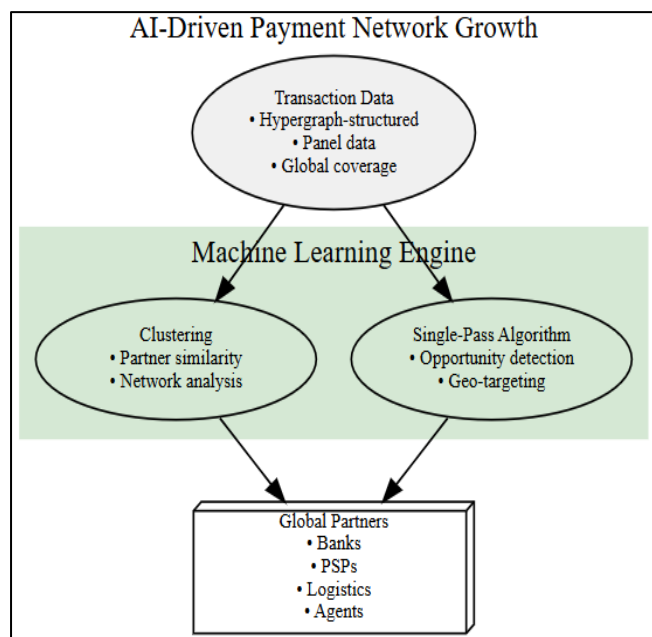 AI-Driven Payment Network Growth
Transaction Data
• Hypergraph-structured
• Panel data
• Global coverage
Machine Learning Engine
Clustering
• Partner similarity
• Network analysis
Single-Pass Algorithm
• Opportunity detection
• Geo-targeting
Global Partners
• Banks
• PSPs
• Logistics
• Agents